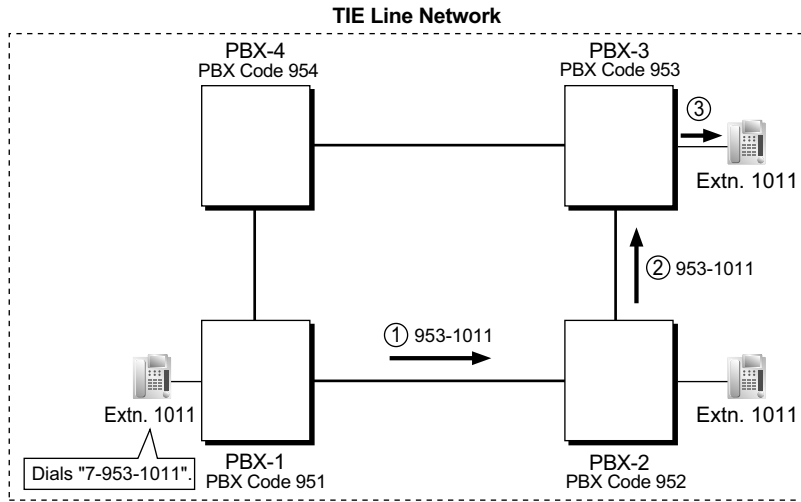 TIE Line Network
PBX-4
PBX Code 954
PBX-3
PBX Code 953
③
Extn. 1011
② 953-1011
① 953-1011
Extn. 1011
Extn. 1011
Dials "7-953-1011".
PBX-1
PBX Code 951
PBX-2
PBX Code 952